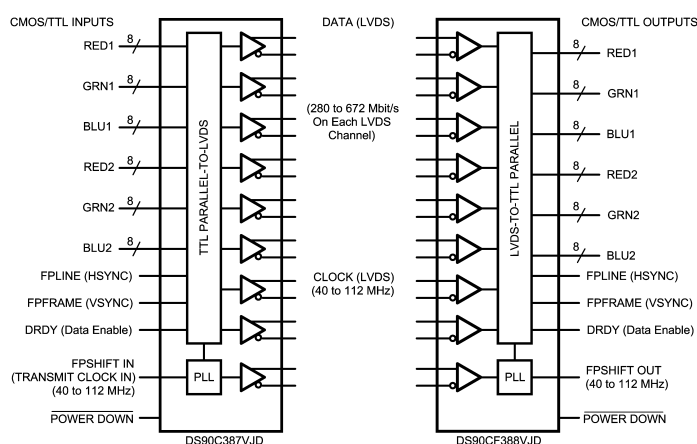 CMOS/TTL INPUTS
DATA (LVDS)
CMOS/TTL OUTPUTS
RED1
8
GRN1
8
BLU1
8
RED2
8
GRN2
8
BLU2
8
FPLINE (HSYNC)
FPFRAME (VSYNC)
DRDY (Data Enable)
FPSHIFT IN
(TRANSMIT CLOCK IN)
(40 to 112 MHz)
POWER DOWN
TTL PARALLEL-TO-LVDS
PLL
DS90C387VJD
(280 to 672 Mbit/s
On Each LVDS
Channel)
CLOCK (LVDS)
(40 to 112 MHz)
LVDS-TO-TTL PARALLEL
PLL
DS90CF388VJD
8
RED1
8
GRN1
8
BLU1
8
RED2
8
GRN2
8
BLU2
FPLINE (HSYNC)
FPFRAME (VSYNC)
DRDY (Data Enable)
FPSHIFT OUT
(40 to 112 MHz)
POWER DOWN